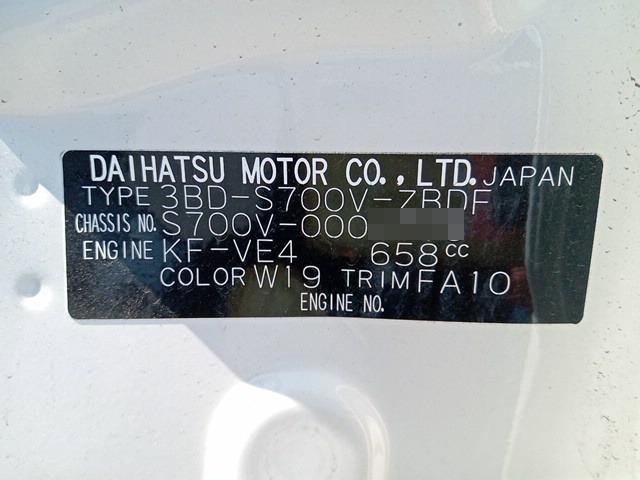 DAIHATSU MOTOR CO., LTD. JAPAN
TYPE 3BD-S700V-ZBDF
CHASSIS NO. S700V-000
ENGINE KF-VE4 658cc
COLOR W19 TRIM FA10
ENGINE NO.